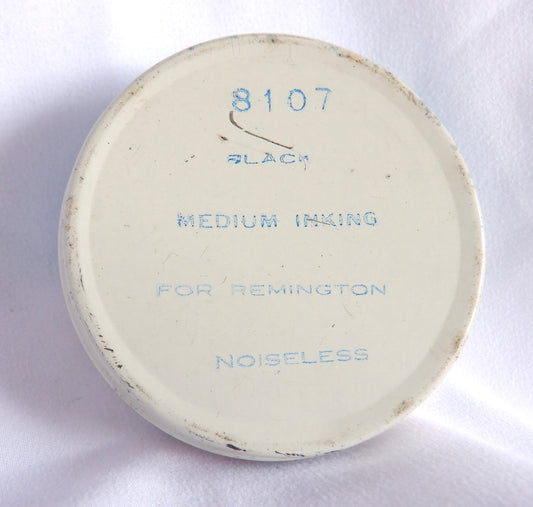 8107
BLACK
MEDIUM INKING
FOR REMINGTON
NOISELESS